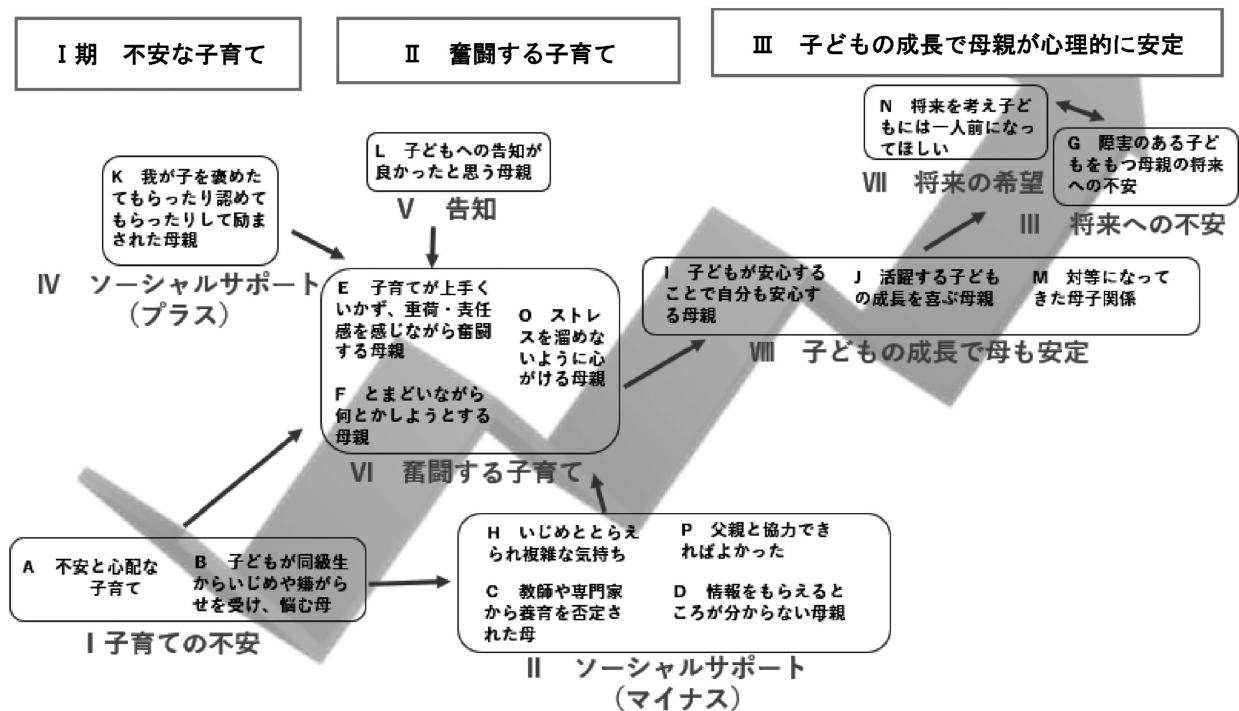 Ⅰ期　不安な子育て
Ⅱ　奮闘する子育て
Ⅲ　子どもの成長で母親が心理的に安定
N　将来を考え子ど
もには一人前になっ
てほしい
G　障害のある子ど
もをもつ母親の将来
への不安
Ⅶ　将来の希望
Ⅲ　将来への不安
L　子どもへの告知が
良かったと思う母親
Ⅴ　告知
K　我が子を褒めた
てもらったり認めて
もらったりして励ま
された母親
Ⅳ　ソーシャルサポート
（プラス）
E　子育てが上手く
いかず、重荷・責任
感を感じながら奮闘
する母親
O　ストレ
スを溜めな
いように心
がける母親
F　とまどいながら
何とかしようとする
母親
Ⅵ　奮闘する子育て
I　子どもが安心する
ことで自分も安心す
る母親
J　活躍する子ども
の成長を喜ぶ母親
M　対等になって
きた母子関係
Ⅷ　子どもの成長で母も安定
A　不安と心配な
子育て
B　子どもが同級生
からいじめや嫌がら
せを受け、悩む母
Ⅰ子育ての不安
H　いじめととらえ
られ複雑な気持ち
P　父親と協力でき
ればよかった
C　教師や専門家
から養育を否定さ
れた母
D　情報をもらえると
ころが分からない母親
Ⅱ　ソーシャルサポート
（マイナス）